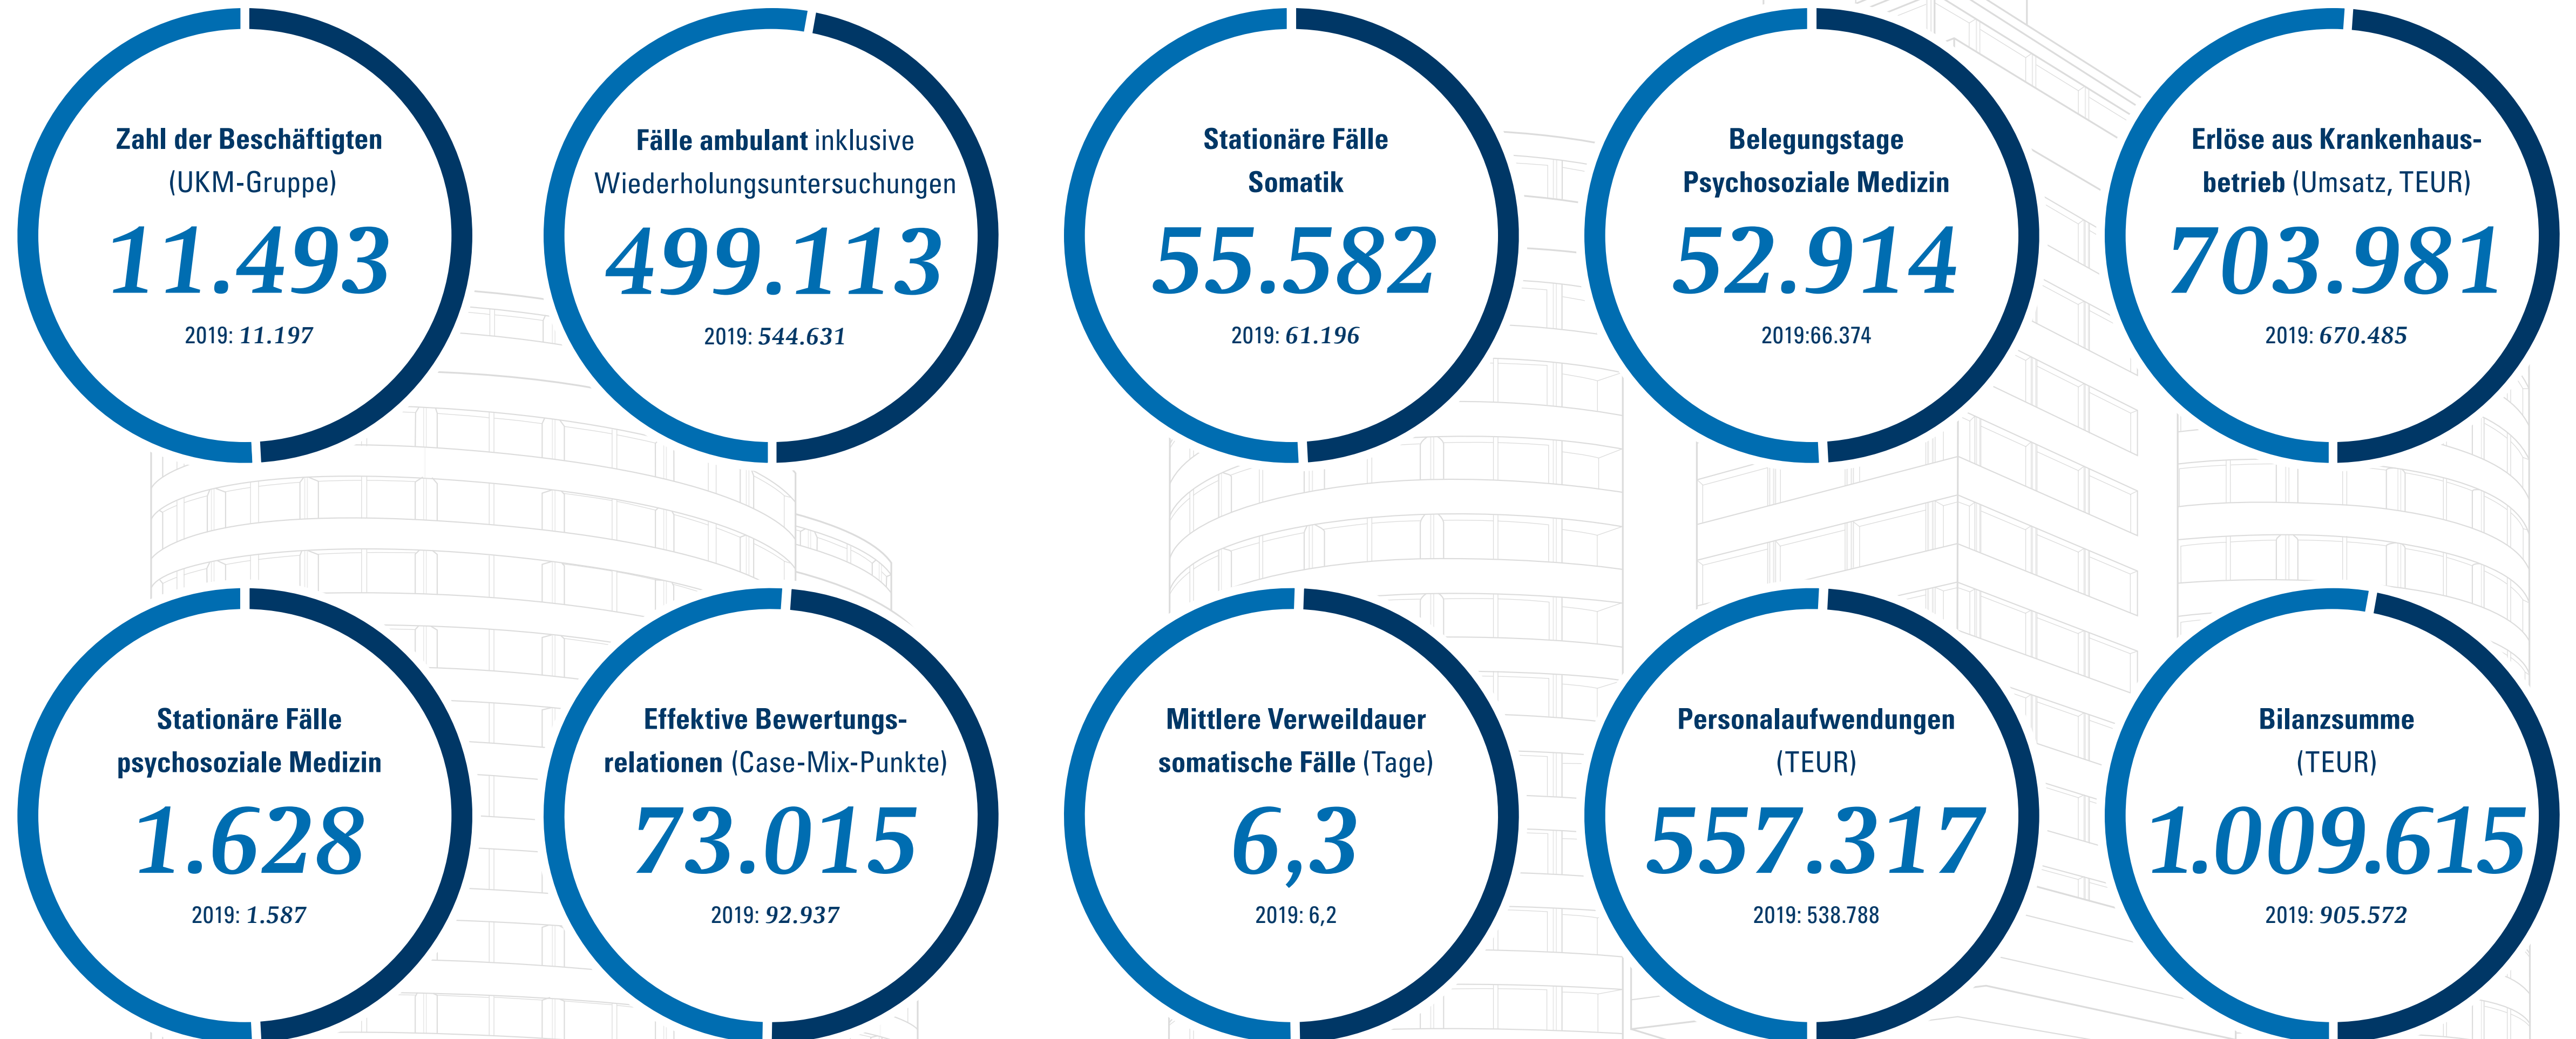 Zahl der Beschäftigten
(UKM-Gruppe)
11.493
2019: 11.197
Fälle ambulant inklusive
Wiederholungsuntersuchungen
499.113
2019: 544.631
Stationäre Fälle
Somatik
55.582
2019: 61.196
Belegungstage
Psychosoziale Medizin
52.914
2019:66.374
Erlöse aus Krankenhaus-
betrieb (Umsatz, TEUR)
703.981
2019: 670.485
Stationäre Fälle
psychosoziale Medizin
1.628
2019: 1.587
Effektive Bewertungs-
relationen (Case-Mix-Punkte)
73.015
2019: 92.937
Mittlere Verweildauer
somatische Fälle (Tage)
6,3
2019: 6,2
Personalaufwendungen
(TEUR)
557.317
2019: 538.788
Bilanzsumme
(TEUR)
1.009.615
2019: 905.572